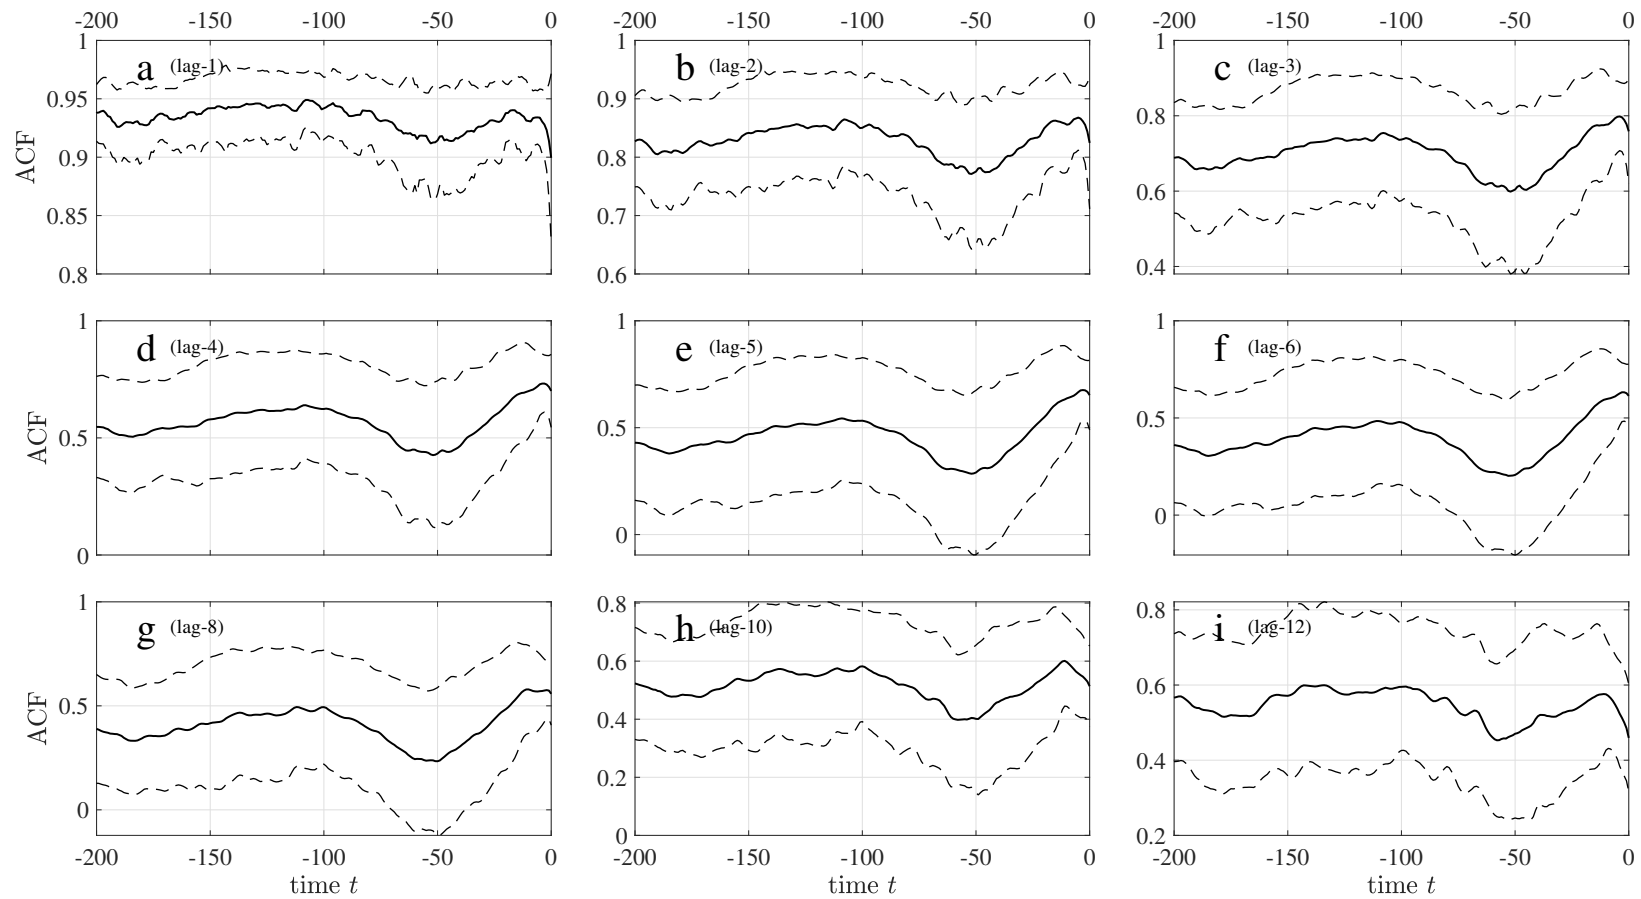 -200 -150 -100 -50 0 -200 -150 -100 -50 0 -200 -150 -100 -50 0
1 a (lag-1) 1 b (lag-2) 1 c (lag-3)
0.95 0.9 0.8
ACF 0.9 0.8 0.6
0.85 0.7 0.4
0.8 0.6
1 d (lag-4) 1 e (lag-5) 1 f (lag-6)
ACF 0.5 0.5 0.5
0 0 0
1 g (lag-8) 0.8 h (lag-10) 0.8 i (lag-12)
0.6 0.6
ACF 0.5 0.4 0.4
0 0.2 0.2
0
-200 -150 -100 -50 0 -200 -150 -100 -50 0 -200 -150 -100 -50 0
time t time t time t